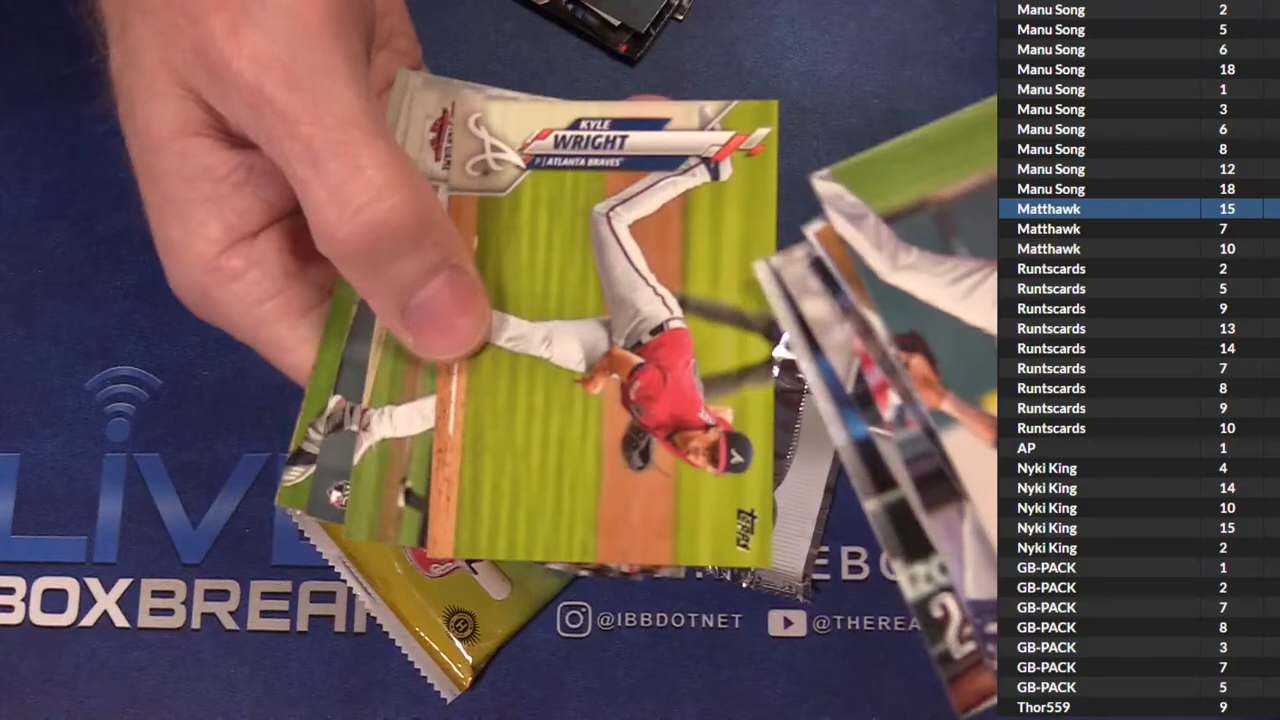 KYLE
WRIGHT
P | ATLANTA BRAVES
Topps
LIVE
BOXBREA
@IBBDOTNET
@THEREA
EBO
2
Manu Song 2
Manu Song 5
Manu Song 6
Manu Song 18
Manu Song 1
Manu Song 3
Manu Song 6
Manu Song 8
Manu Song 12
Manu Song 18
Matthawk 15
Matthawk 7
Matthawk 10
Runtscards 2
Runtscards 5
Runtscards 9
Runtscards 13
Runtscards 14
Runtscards 7
Runtscards 8
Runtscards 9
Runtscards 10
AP 1
Nyki King 4
Nyki King 14
Nyki King 10
Nyki King 15
Nyki King 2
GB-PACK 1
GB-PACK 2
GB-PACK 7
GB-PACK 8
GB-PACK 3
GB-PACK 7
GB-PACK 5
Thor559 9